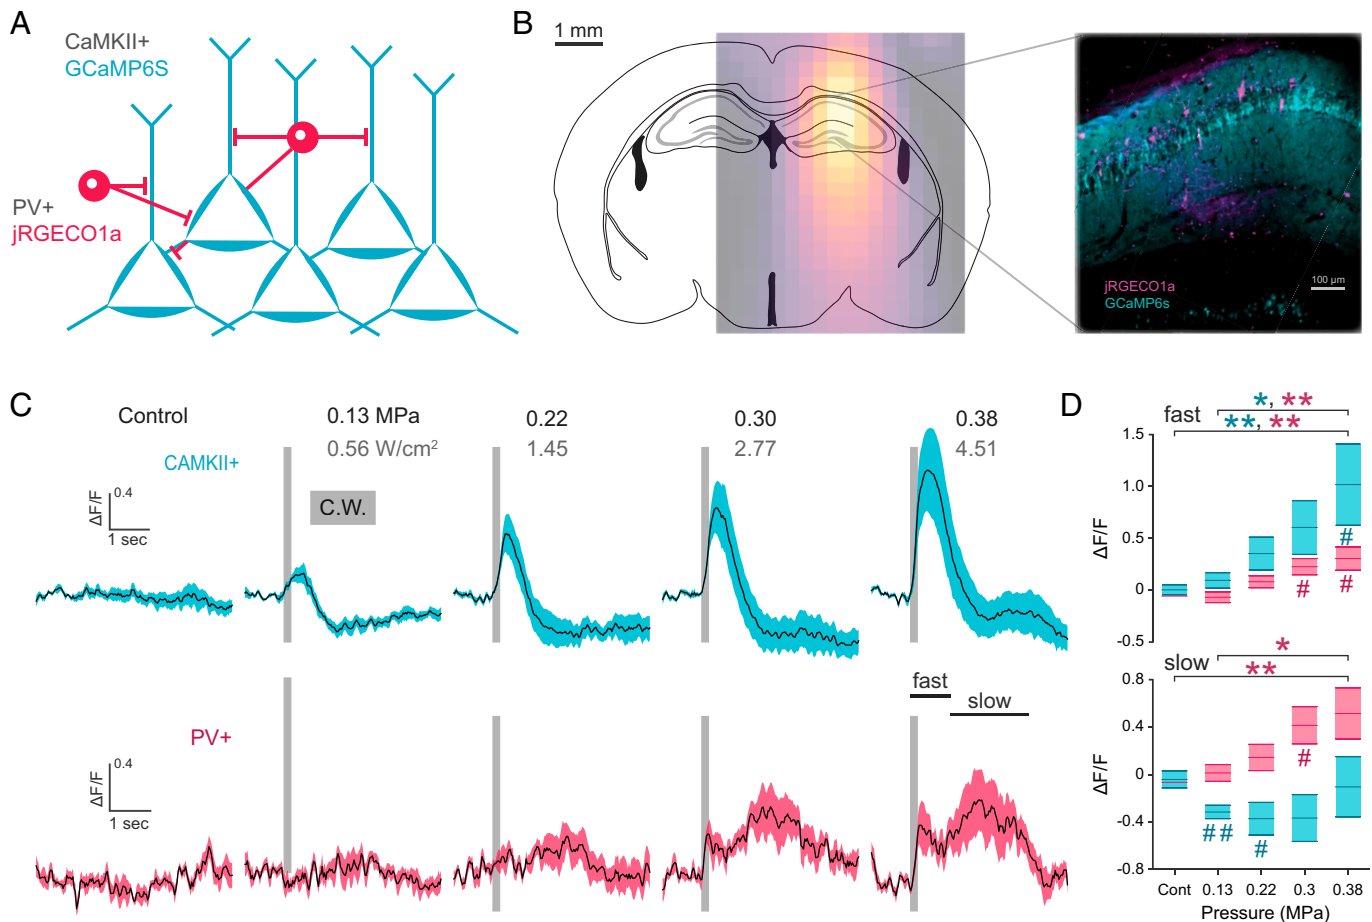 A
CaMKII+
GCaMP6S
PV+
jRGECO1a
B
1 mm
jRGECO1a
GCaMP6s
100 µm
C
Control
0.13 MPa
0.22
0.30
0.38
0.56 W/cm²
1.45
2.77
4.51
CAMKII+
C.W.
ΔF/F
0.4
1 sec
fast
slow
PV+
ΔF/F
0.4
1 sec
D
*, **
fast
**, **
1.5
1.0
0.5
0
-0.5
ΔF/F
#
#
#
*
slow
**
0.8
0.4
0
-0.4
-0.8
ΔF/F
#
##
#
Cont
0.13
0.22
0.3
0.38
Pressure (MPa)